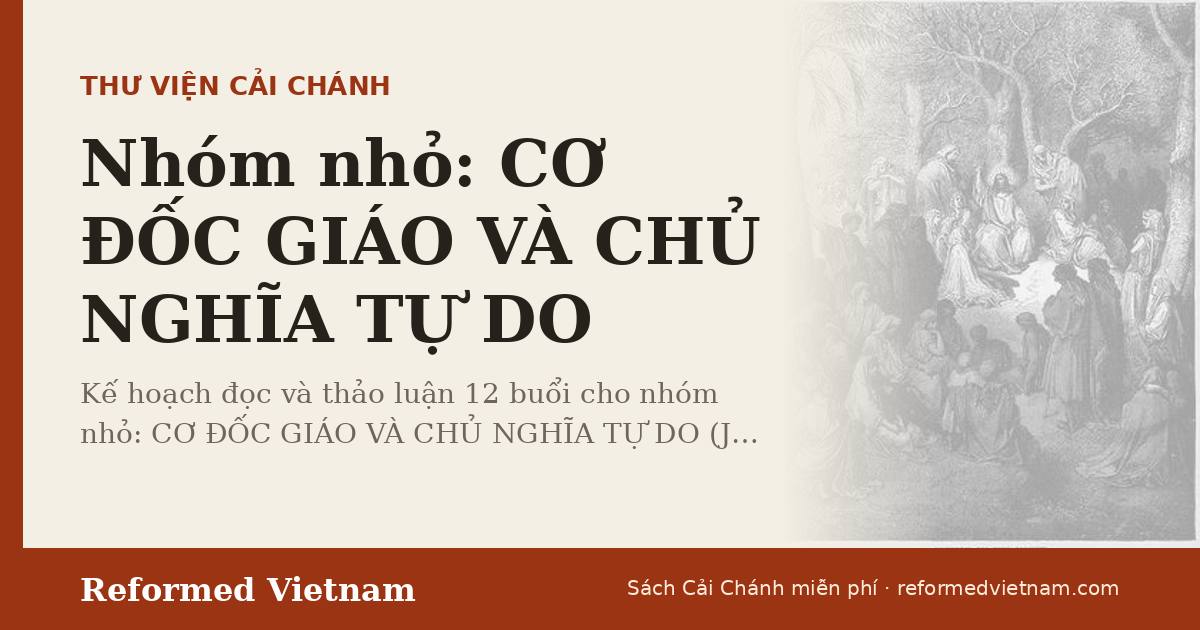 THƯ VIỆN CẢI CHÁNH
Nhóm nhỏ: CƠ
ĐỐC GIÁO VÀ CHỦ
NGHĨA TỰ DO
Kế hoạch đọc và thảo luận 12 buổi cho nhóm
nhỏ: CƠ ĐỐC GIÁO VÀ CHỦ NGHĨA TỰ DO (J...
Reformed Vietnam
Sách Cải Chánh miễn phí · reformedvietnam.com